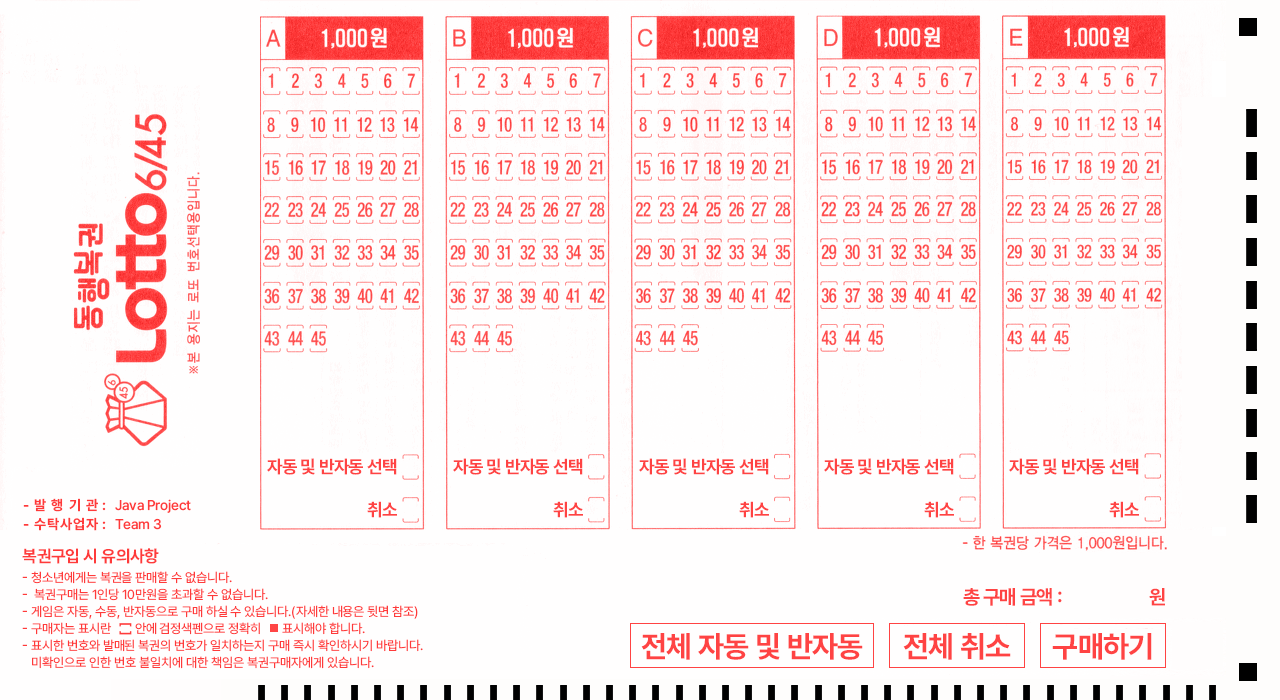 동행복권
Lotto6/45
※본 용지는 로또 번호선택용입니다.
6
45
A 1,000원
1 2 3 4 5 6 7
8 9 10 11 12 13 14
15 16 17 18 19 20 21
22 23 24 25 26 27 28
29 30 31 32 33 34 35
36 37 38 39 40 41 42
43 44 45
자동 및 반자동 선택
취소
B 1,000원
1 2 3 4 5 6 7
8 9 10 11 12 13 14
15 16 17 18 19 20 21
22 23 24 25 26 27 28
29 30 31 32 33 34 35
36 37 38 39 40 41 42
43 44 45
자동 및 반자동 선택
취소
C 1,000원
1 2 3 4 5 6 7
8 9 10 11 12 13 14
15 16 17 18 19 20 21
22 23 24 25 26 27 28
29 30 31 32 33 34 35
36 37 38 39 40 41 42
43 44 45
자동 및 반자동 선택
취소
D 1,000원
1 2 3 4 5 6 7
8 9 10 11 12 13 14
15 16 17 18 19 20 21
22 23 24 25 26 27 28
29 30 31 32 33 34 35
36 37 38 39 40 41 42
43 44 45
자동 및 반자동 선택
취소
E 1,000원
1 2 3 4 5 6 7
8 9 10 11 12 13 14
15 16 17 18 19 20 21
22 23 24 25 26 27 28
29 30 31 32 33 34 35
36 37 38 39 40 41 42
43 44 45
자동 및 반자동 선택
취소
- 발 행 기 관 : Java Project
- 수탁사업자 : Team 3
복권구입 시 유의사항
- 청소년에게는 복권을 판매할 수 없습니다.
- 복권구매는 1인당 10만원을 초과할 수 없습니다.
- 게임은 자동, 수동, 반자동으로 구매 하실 수 있습니다.(자세한 내용은 뒷면 참조)
- 구매자는 표시란 안에 검정색펜으로 정확히 ■ 표시해야 합니다.
- 표시한 번호와 발매된 복권의 번호가 일치하는지 구매 즉시 확인하시기 바랍니다.
미확인으로 인한 번호 불일치에 대한 책임은 복권구매자에게 있습니다.
- 한 복권당 가격은 1,000원입니다.
총 구매 금액 : 원
전체 자동 및 반자동
전체 취소
구매하기